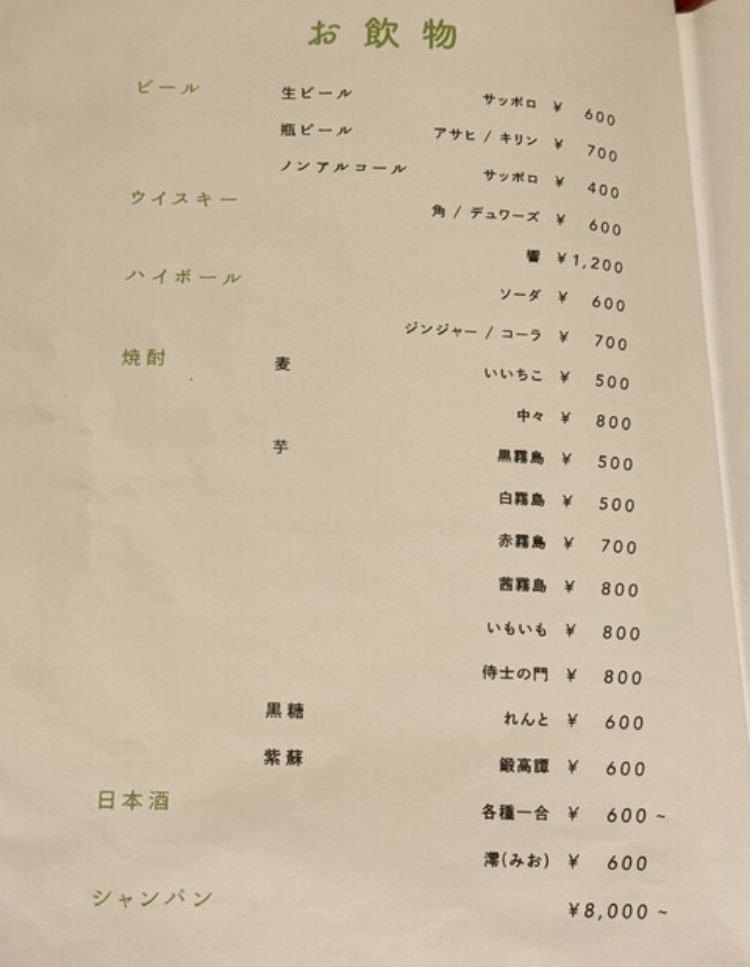 お飲物
ビール 生ビール サッポロ ¥ 600
瓶ビール アサヒ / キリン ¥ 700
ノンアルコール サッポロ ¥ 400
ウイスキー 角 / デュワーズ ¥ 600
響 ¥1,200
ハイボール ソーダ ¥ 600
ジンジャー / コーラ ¥ 700
焼酎 麦 いいちこ ¥ 500
中々 ¥ 800
芋 黒霧島 ¥ 500
白霧島 ¥ 500
赤霧島 ¥ 700
茜霧島 ¥ 800
いもいも ¥ 800
侍士の門 ¥ 800
黒糖 れんと ¥ 600
紫蘇 鍛高譚 ¥ 600
日本酒 各種一合 ¥ 600 ~
澪(みお) ¥ 600
シャンパン ¥8,000 ~